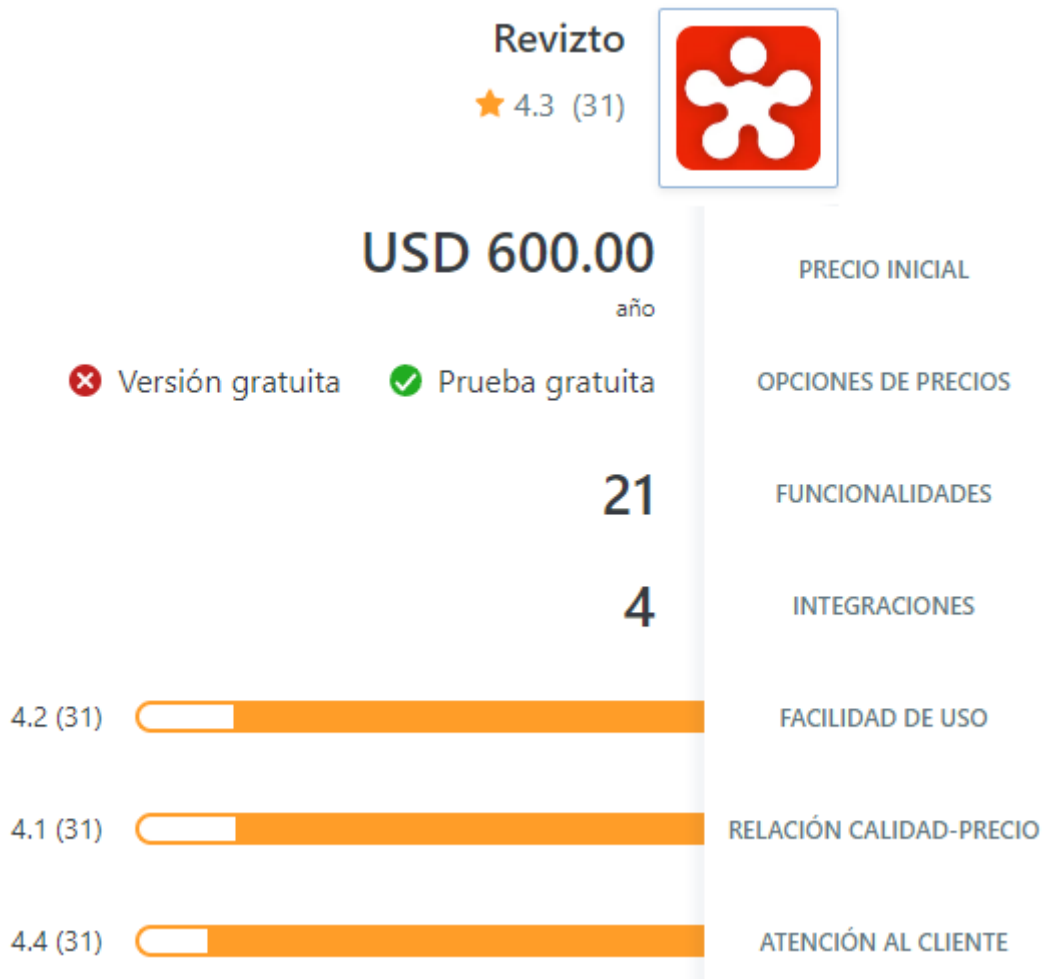 Revizto
4.3 (31)
USD 600.00 PRECIO INICIAL
año
Versión gratuita Prueba gratuita OPCIONES DE PRECIOS
21 FUNCIONALIDADES
4 INTEGRACIONES
4.2 (31) FACILIDAD DE USO
4.1 (31) RELACIÓN CALIDAD-PRECIO
4.4 (31) ATENCIÓN AL CLIENTE